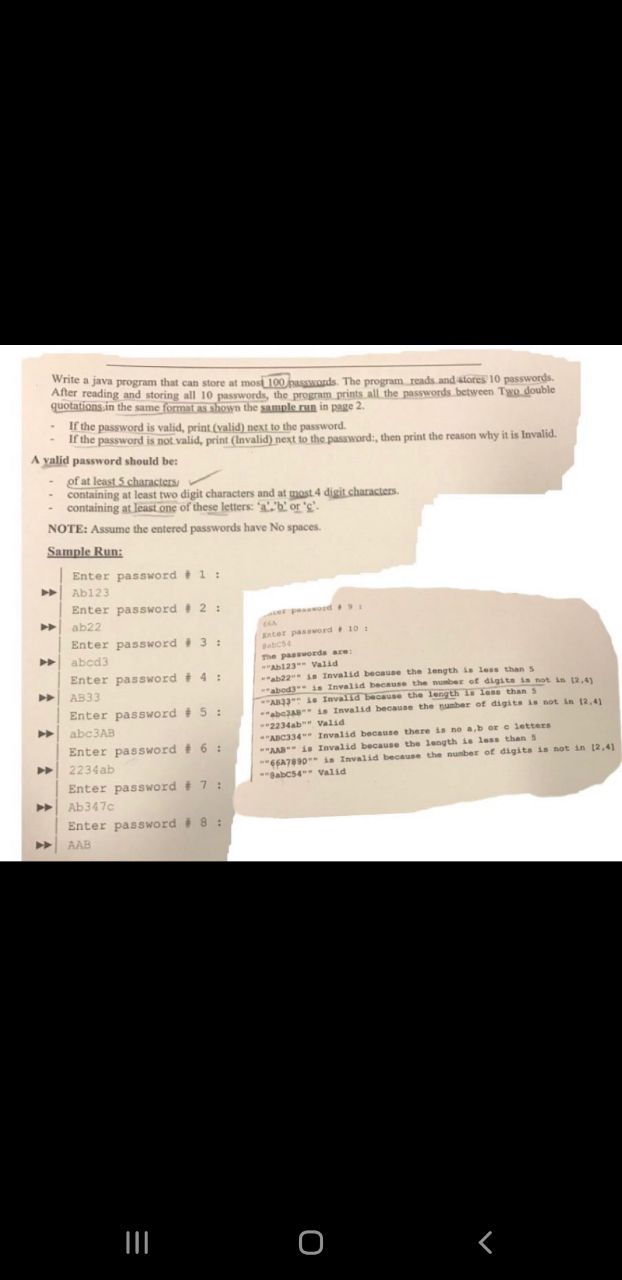 Write a java program that can store at most 100 passwords. The program reads and stores 10 passwords.
After reading and storing all 10 passwords, the program prints all the passwords between Two double
quotations,in the same format as shown the sample run in page 2.
- If the password is valid, print (valid) next to the password.
- If the password is not valid, print (Invalid) next to the password:, then print the reason why it is Invalid.
A valid password should be:
- of at least 5 characters
- containing at least two digit characters and at most 4 digit characters.
- containing at least one of these letters: 'a','b' or 'c'.
NOTE: Assume the entered passwords have No spaces.
Sample Run:
Enter password # 1 :
Ab123
Enter password # 2 :
ab22
Enter password # 3 :
abcd3
Enter password # 4 :
AB33
Enter password # 5 :
abc3AB
Enter password # 6 :
2234ab
Enter password # 7 :
Ab347c
Enter password # 8 :
AAB
password # 9 :
66A
Enter password # 10 :
The passwords are:
""Ab123"" Valid
""ab22"" is Invalid because the length is less than 5
""abcd3"" is Invalid because the number of digits is not in [2,4]
""AB33"" is Invalid because the length is less than 5
""abc3AB"" is Invalid because the number of digits is not in [2,4]
""2234ab"" Valid
""ABC334"" Invalid because there is no a,b or c letters
""AAB"" is Invalid because the length is less than 5
""66A7890"" is Invalid because the number of digits is not in [2,4]
""8abC54"" Valid